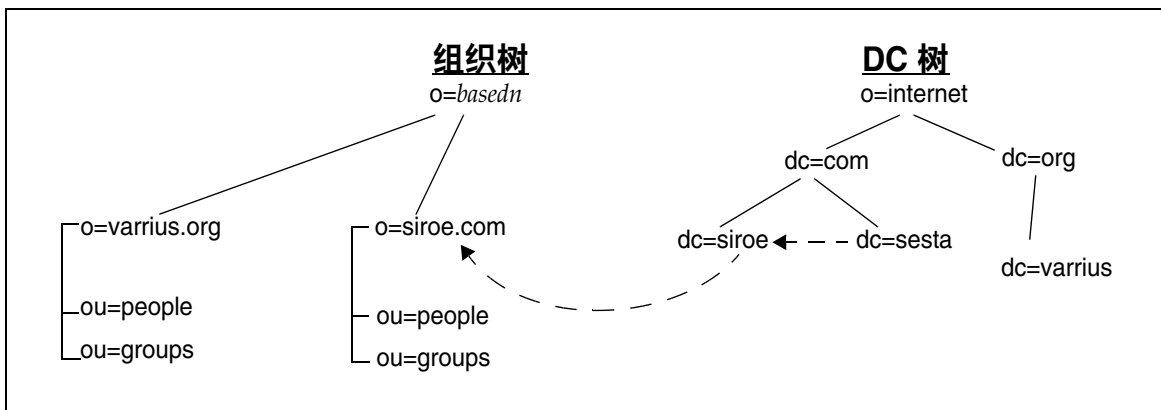 组织树
o=basedn
o=varrius.org
ou=people
ou=groups
o=siroe.com
ou=people
ou=groups
DC 树
o=internet
dc=com
dc=org
dc=siroe
dc=sesta
dc=varrius